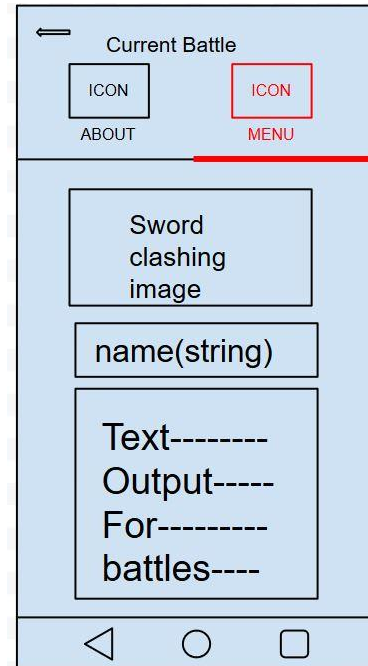 Current Battle
ICON ICON
ABOUT MENU
Sword
clashing
image
name(string)
Text--------
Output-----
For---------
battles----